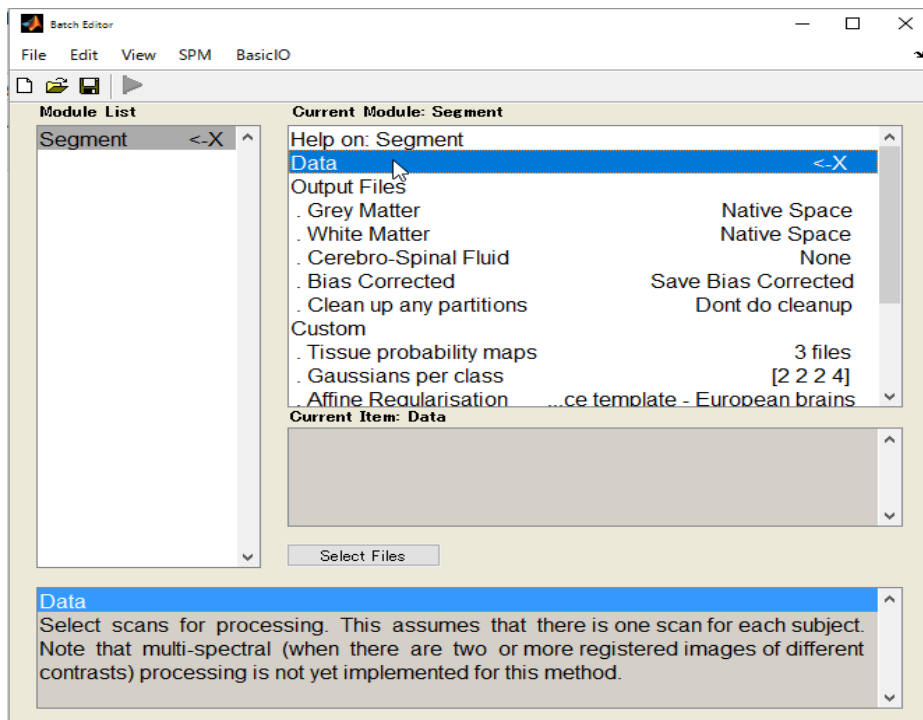 Batch Editor
File Edit View SPM BasicIO
Module List
Segment <-X
Current Module: Segment
Help on: Segment
Data <-X
Output Files
. Grey Matter Native Space
. White Matter Native Space
. Cerebro-Spinal Fluid None
. Bias Corrected Save Bias Corrected
. Clean up any partitions Dont do cleanup
Custom
. Tissue probability maps 3 files
. Gaussians per class [2 2 2 4]
. Affine Regularisation ...ce template - European brains
Current Item: Data
Select Files
Data
Select scans for processing. This assumes that there is one scan for each subject.
Note that multi-spectral (when there are two or more registered images of different
contrasts) processing is not yet implemented for this method.